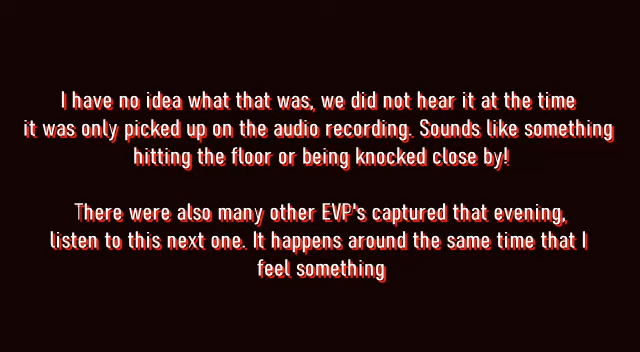 I have no idea what that was, we did not hear it at the time
it was only picked up on the audio recording. Sounds like something
hitting the floor or being knocked close by!
There were also many other EVP's captured that evening,
listen to this next one. It happens around the same time that I
feel something